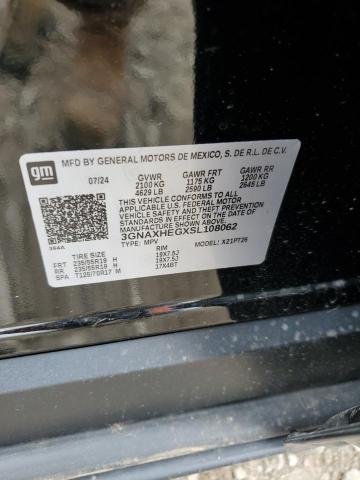 gm
MFD BY GENERAL MOTORS DE MEXICO, S. DE R.L. DE C.V.
07/24 GVWR GAWR FRT GAWR RR
2100 KG 1175 KG 1200 KG
4629 LB 2590 LB 2645 LB
THIS VEHICLE CONFORMS TO ALL APPLICABLE
U.S. FEDERAL MOTOR VEHICLE SAFETY, BUMPER, AND
THEFT PREVENTION STANDARDS IN EFFECT ON
THE DATE OF MANUFACTURE SHOWN ABOVE.
3GNAXHEGXSL108062
TYPE: MPV MODEL: X21PT26
TIRE SIZE RIM
FRT 235/55R19 H 19X7.5J
RR 235/55R19 H 19X7.5J
SPA T125/70R17 M 17X4BT